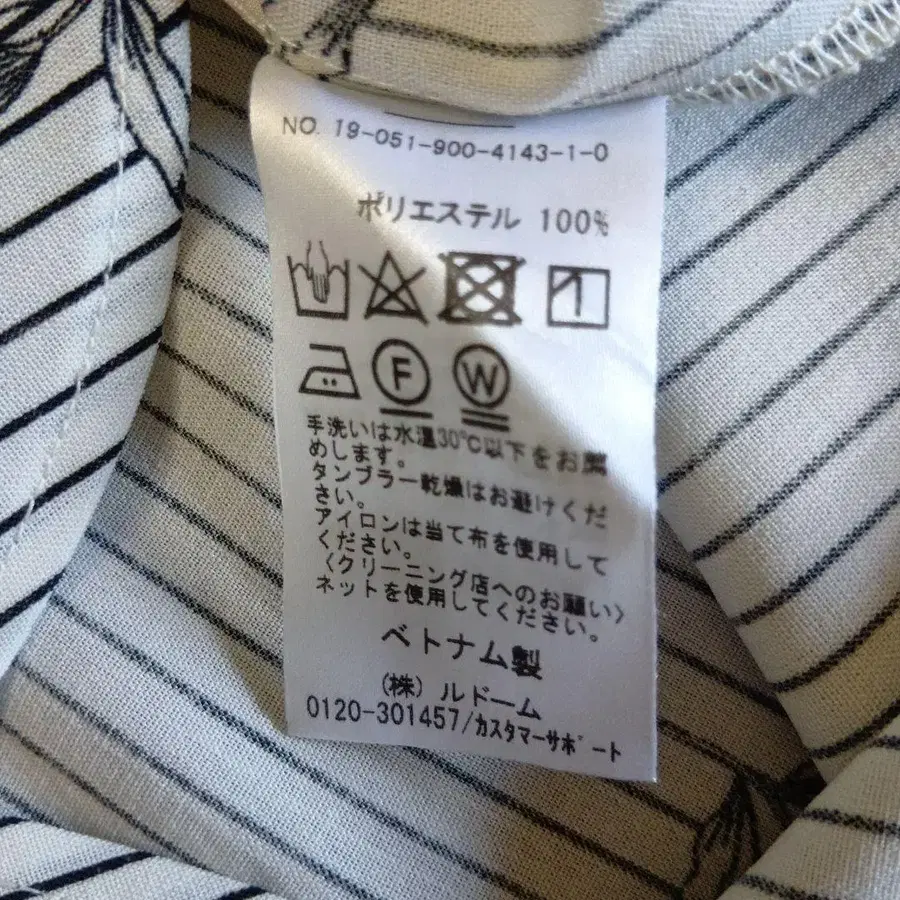 NO. 19-051-900-4143-1-0
ポリエステル 100%
F W
手洗いは水温30℃以下をお薦
めします。
タンブラー乾燥はお避けくだ
さい。
アイロンは当て布を使用して
ください。
〈クリーニング店へのお願い〉
ネットを使用してください。
ベトナム製
(株) ルドーム
0120-301457/カスタマーサポート